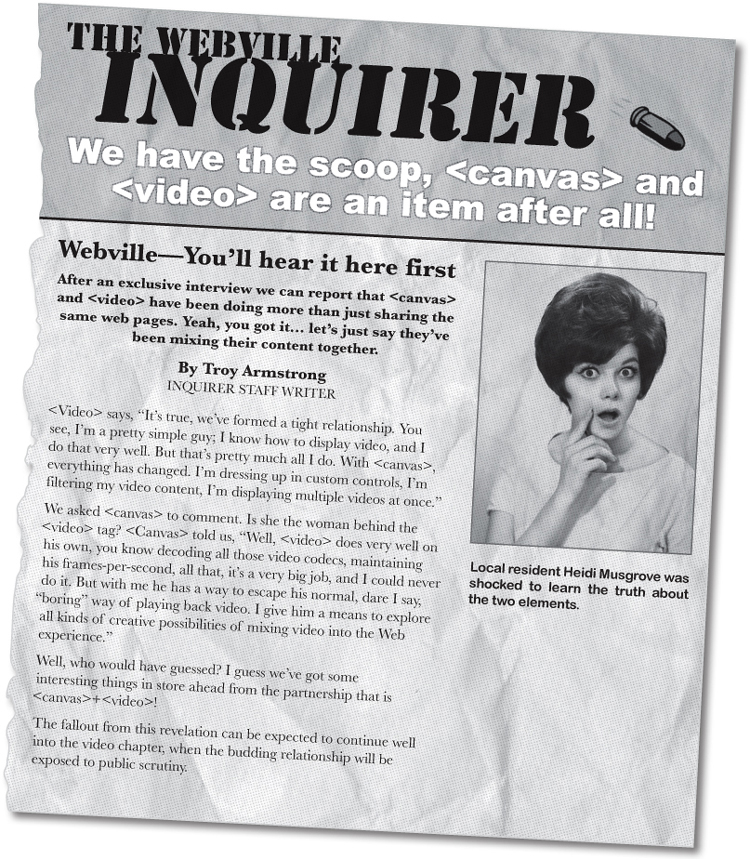 THE WEBVILLE
INQUIRER
We have the scoop, <canvas> and
<video> are an item after all!
Webville—You’ll hear it here first
After an exclusive interview we can report that <canvas>
and <video> have been doing more than just sharing the
same web pages. Yeah, you got it... let’s just say they’ve
been mixing their content together.
By Troy Armstrong
INQUIRER STAFF WRITER
<Video> says, “It’s true, we’ve formed a tight relationship. You
see, I’m a pretty simple guy; I know how to display video, and I
do that very well. But that’s pretty much all I do. With <canvas>,
everything has changed. I’m dressing up in custom controls, I’m
filtering my video content, I’m displaying multiple videos at once.”
We asked <canvas> to comment. Is she the woman behind the
<video> tag? <Canvas> told us, “Well, <video> does very well on
his own, you know decoding all those video codecs, maintaining
his frames-per-second, all that, it’s a very big job, and I could never
do it. But with me he has a way to escape his normal, dare I say,
“boring” way of playing back video. I give him a means to explore
all kinds of creative possibilities of mixing video into the Web
experience.”
Well, who would have guessed? I guess we’ve got some
interesting things in store ahead from the partnership that is
<canvas>+<video>!
The fallout from this revelation can be expected to continue well
into the video chapter, when the budding relationship will be
exposed to public scrutiny.
Local resident Heidi Musgrove was
shocked to learn the truth about
the two elements.